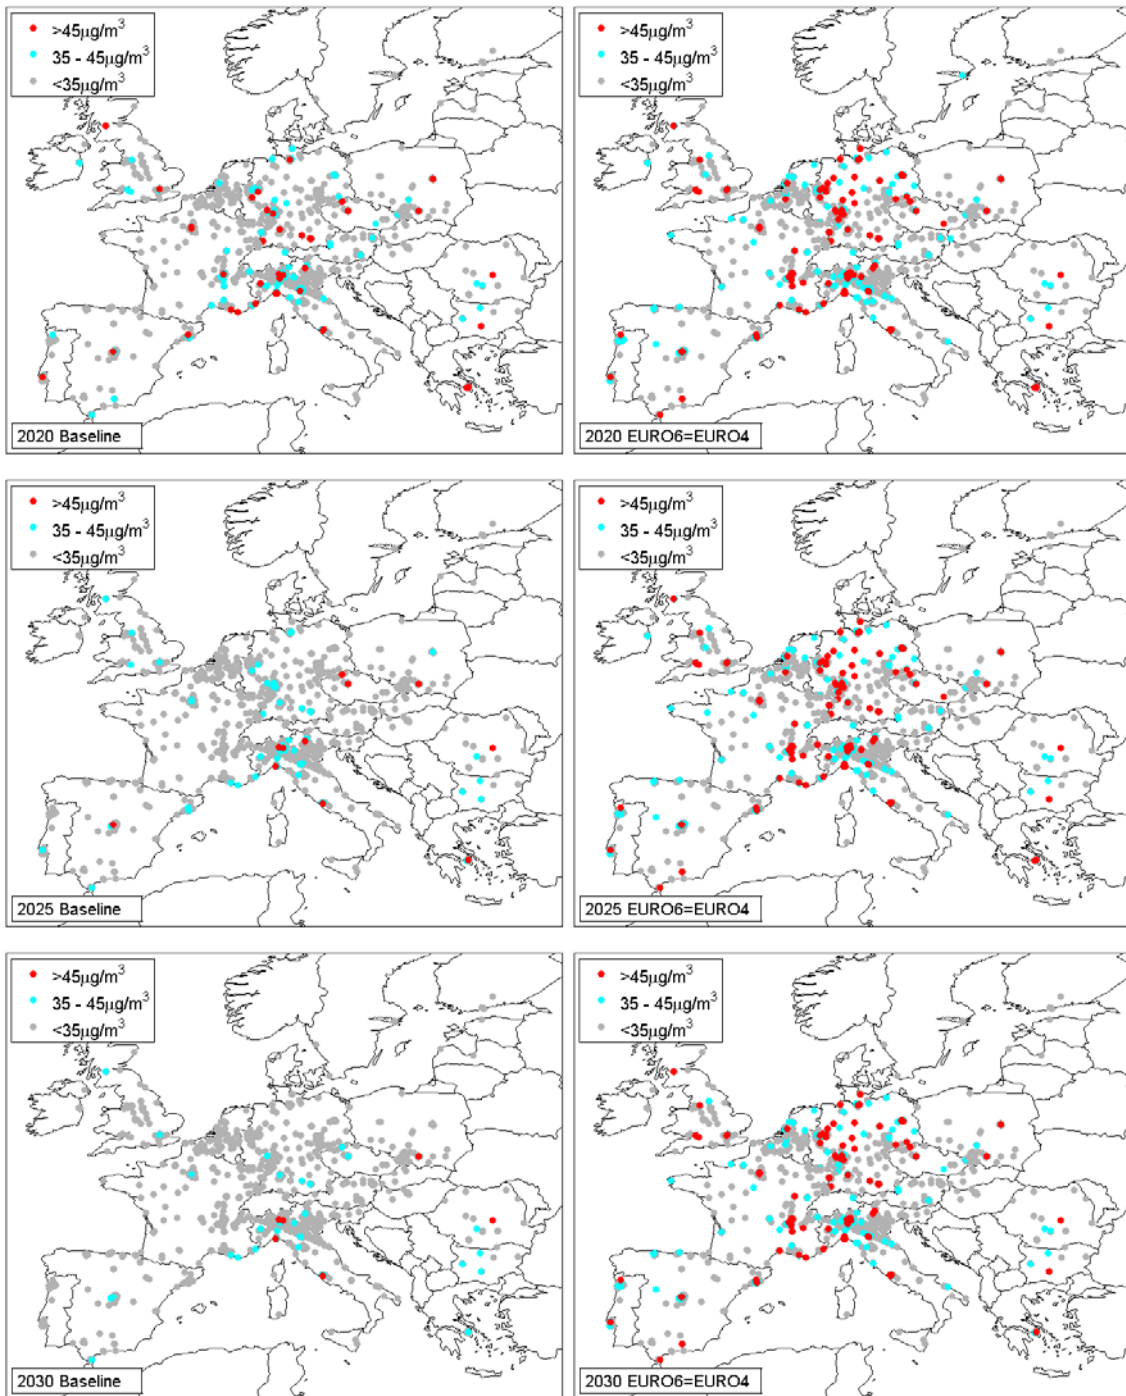 >45μg/m³
35 - 45μg/m³
<35μg/m³
2020 Baseline
>45μg/m³
35 - 45μg/m³
<35μg/m³
2020 EURO6=EURO4
>45μg/m³
35 - 45μg/m³
<35μg/m³
2025 Baseline
>45μg/m³
35 - 45μg/m³
<35μg/m³
2025 EURO6=EURO4
>45μg/m³
35 - 45μg/m³
<35μg/m³
2030 Baseline
>45μg/m³
35 - 45μg/m³
<35μg/m³
2030 EURO6=EURO4